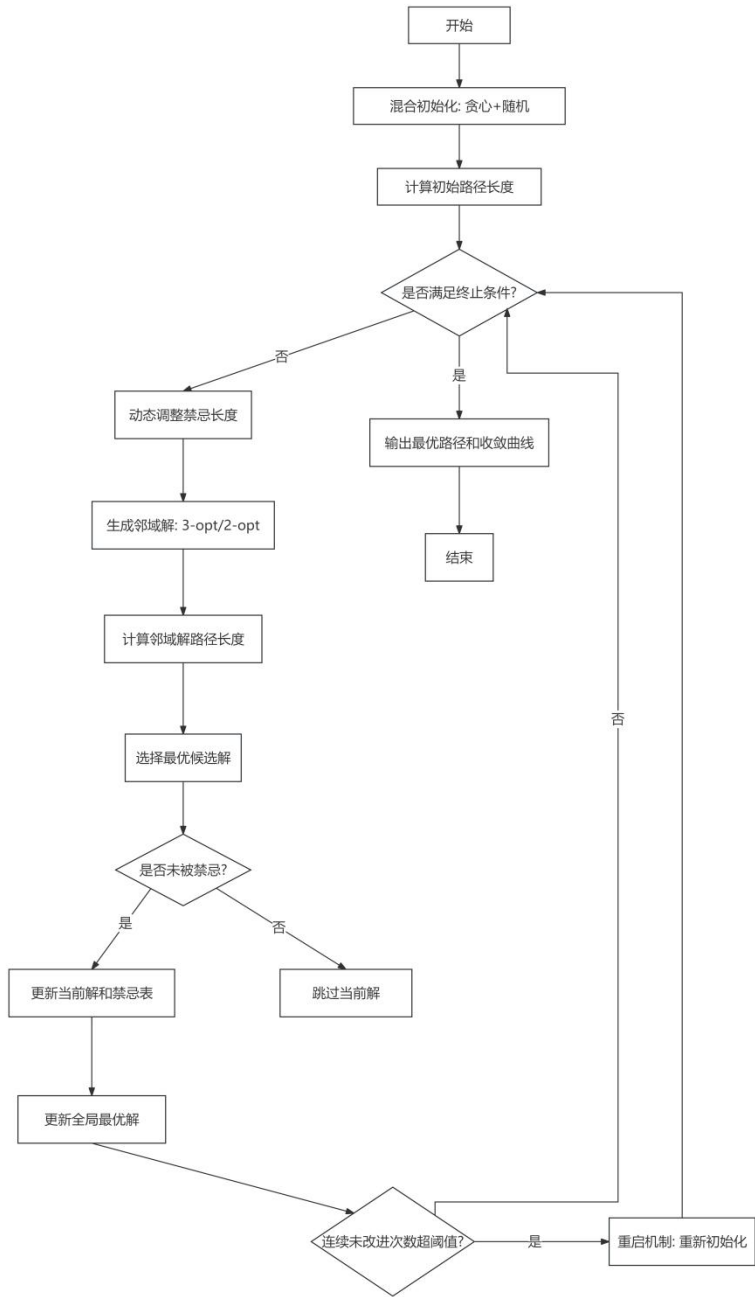 开始
混合初始化: 贪心+随机
计算初始路径长度
是否满足终止条件?
否
是
动态调整禁忌长度
输出最优路径和收敛曲线
生成邻域解: 3-opt/2-opt
结束
计算邻域解路径长度
否
选择最优候选解
是否未被禁忌?
是
否
更新当前解和禁忌表
跳过当前解
更新全局最优解
连续未改进次数超阈值?
是
重启机制: 重新初始化